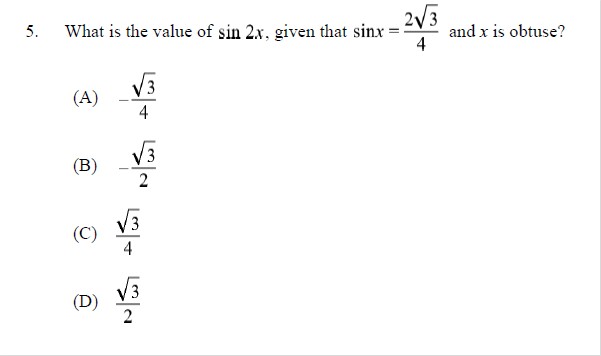 5. What is the value of sin 2x, given that sinx = 2√3/4 and x is obtuse?
(A) -√3/4
(B) -√3/2
(C) √3/4
(D) √3/2